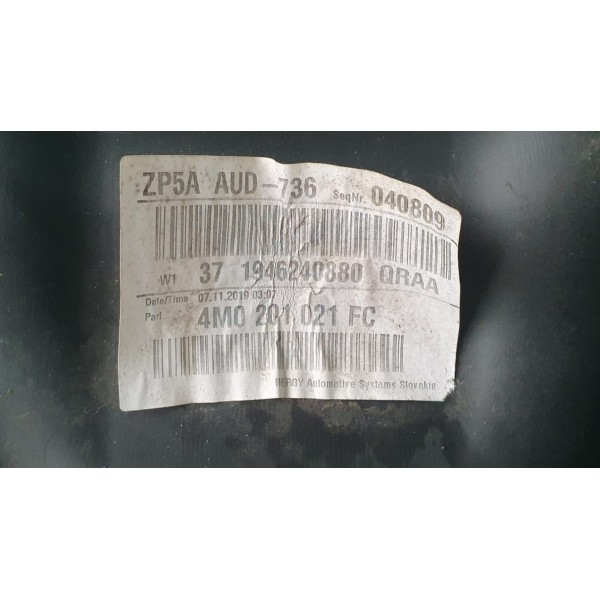 ZP5A AUD-736 SeqNr. 040809
W1 37 1946240880 QRAA
Date/Time 07.11.2019 03:07
Part 4M0 201 021 FC
NERGY Automotive Systems Slovakia